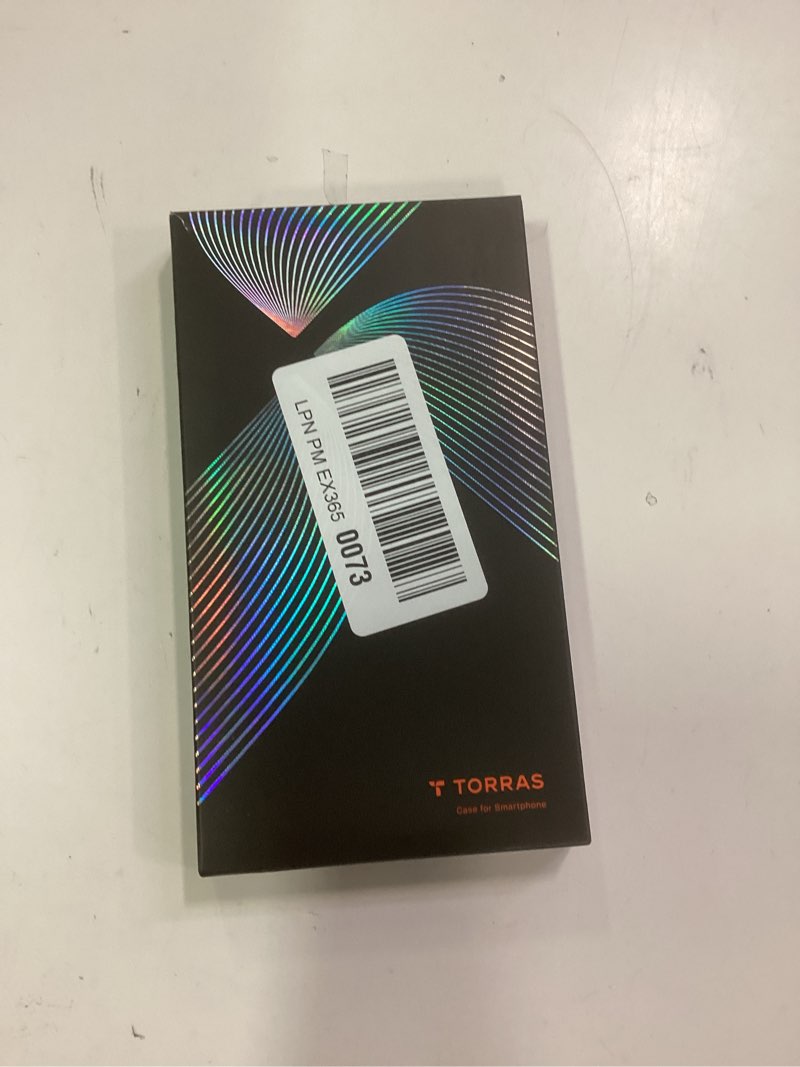 LPN PM EX365 0073
TORRAS
Case for Smartphone